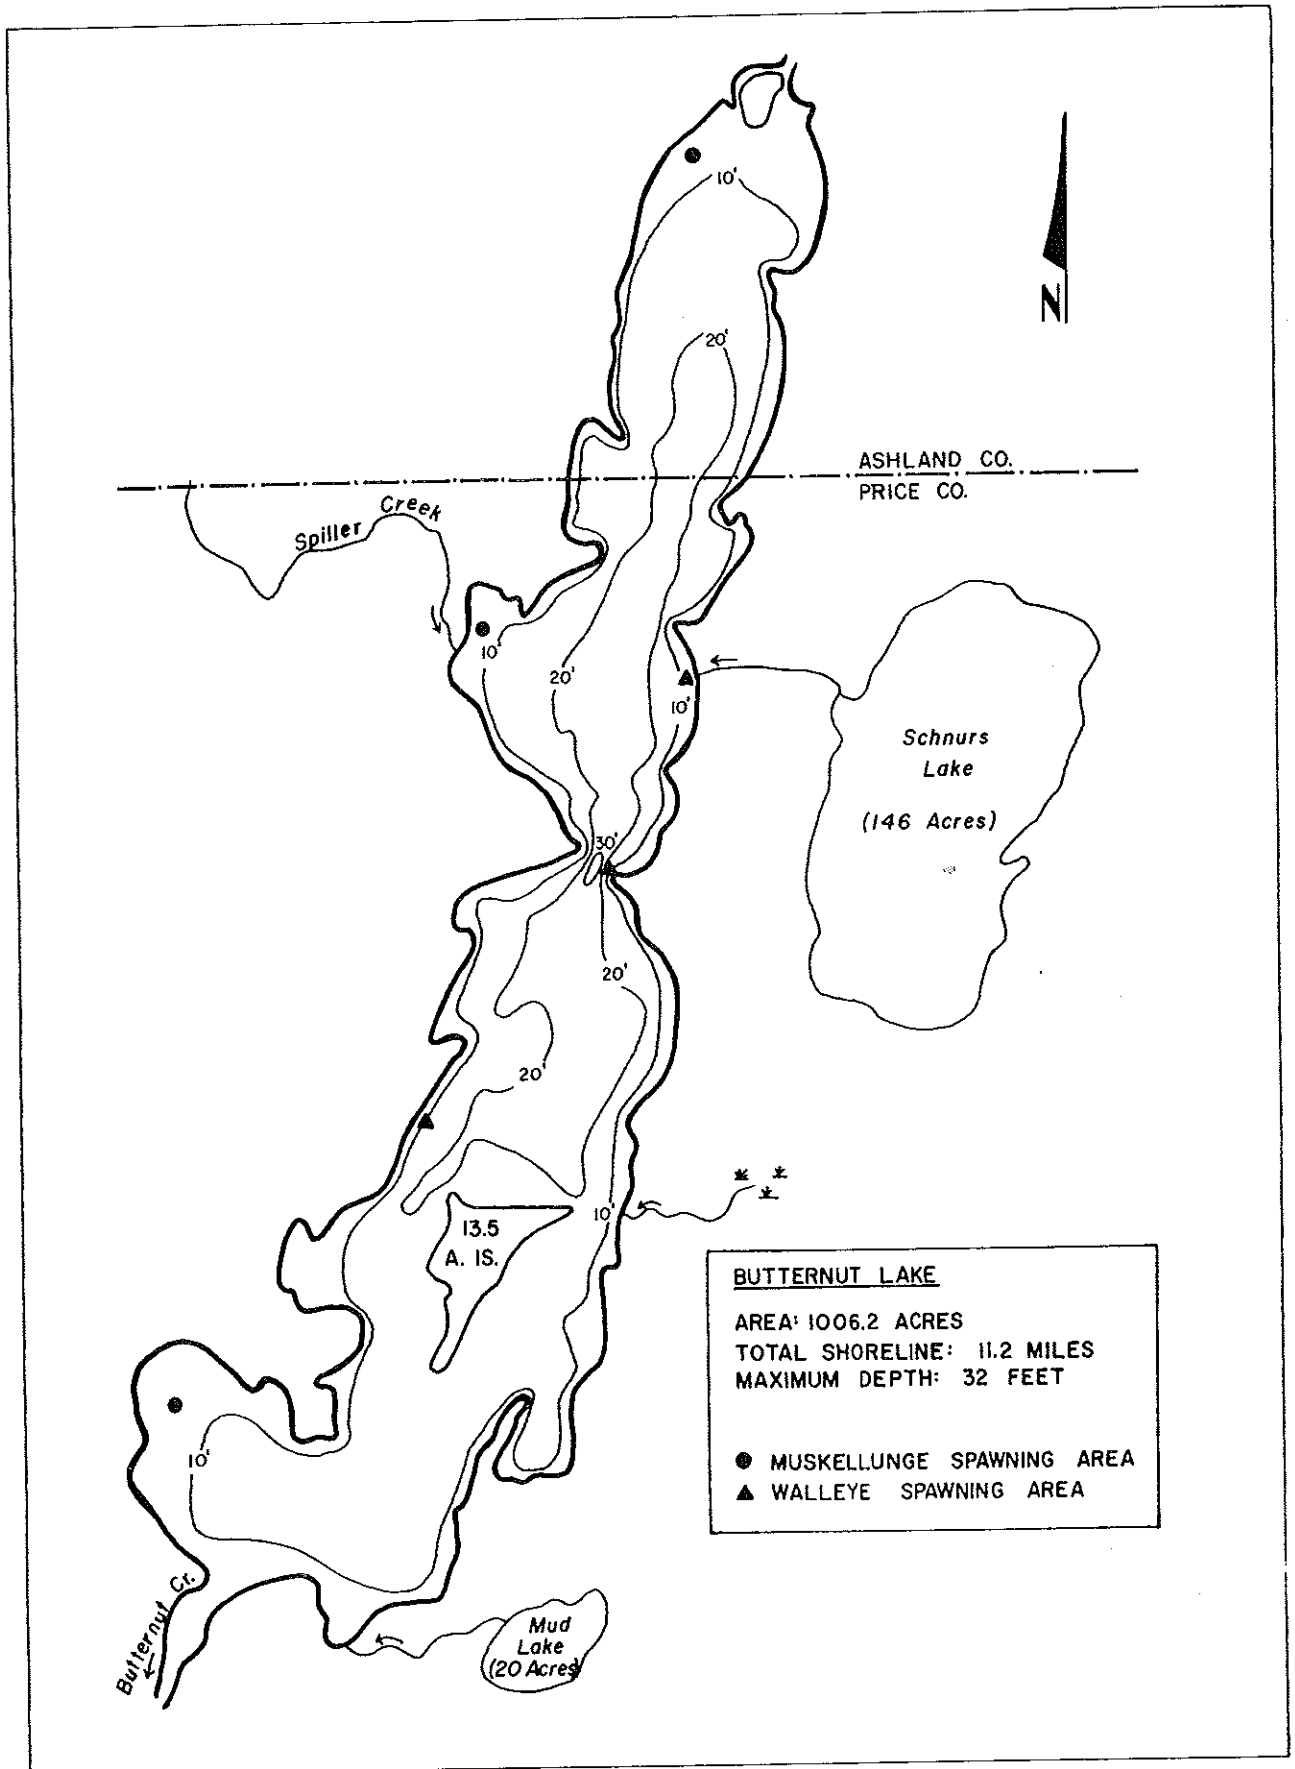 10'
N
20'
ASHLAND CO.
PRICE CO.
Spiller Creek
10'
20'
10'
Schnurs
Lake
(146 Acres)
30'
20'
20'
10'
13.5
A. IS.
BUTTERNUT LAKE
AREA: 1006.2 ACRES
TOTAL SHORELINE: 11.2 MILES
MAXIMUM DEPTH: 32 FEET
MUSKELLUNGE SPAWNING AREA
WALLEYE SPAWNING AREA
10'
Butternut Cr.
Mud
Lake
(20 Acres)